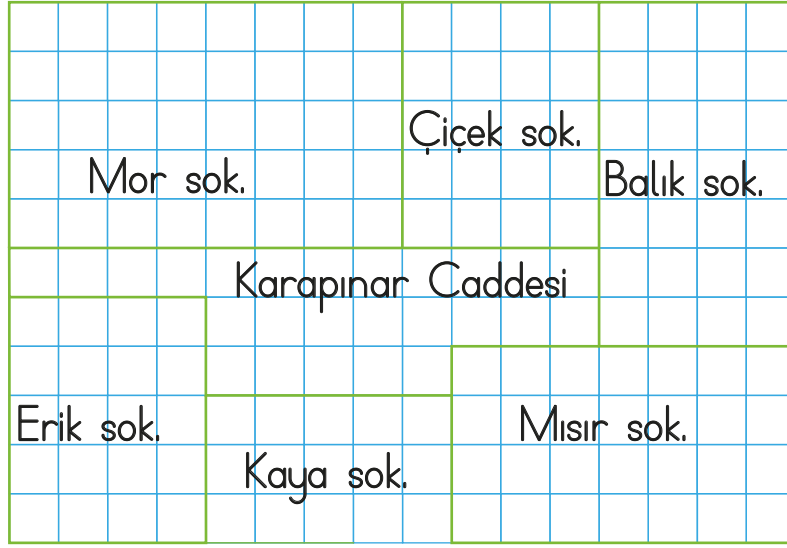 Çiçek sok.
Mor sok.
Balık sok.
Karapınar Caddesi
Erik sok.
Mısır sok.
Kaya sok.